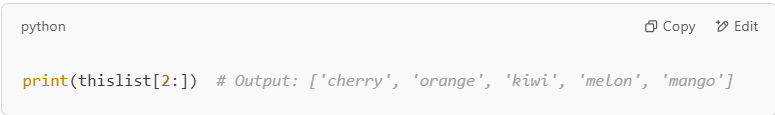 python Copy Edit
print(thislist[2:])  # Output: ['cherry', 'orange', 'kiwi', 'melon', 'mango']